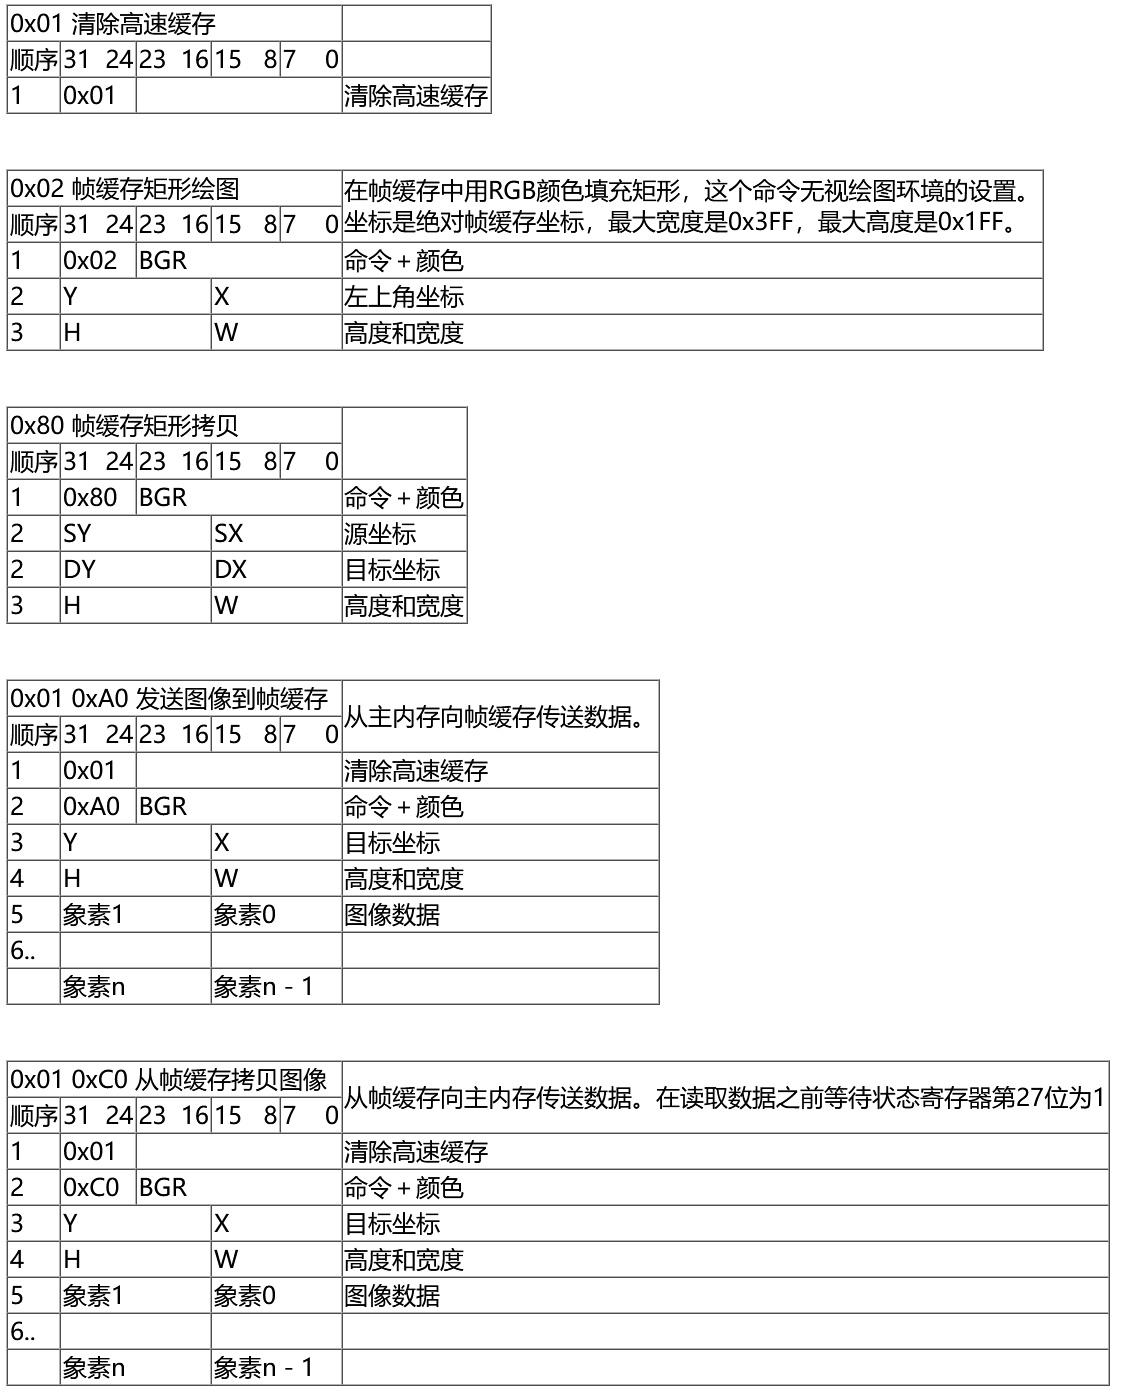 0x01 清除高速缓存
顺序 31 24 23 16 15 8 7 0
1 0x01 清除高速缓存
0x02 帧缓存矩形绘图
在帧缓存中用RGB颜色填充矩形，这个命令无视绘图环境的设置。
坐标是绝对帧缓存坐标，最大宽度是0x3FF，最大高度是0x1FF。
顺序 31 24 23 16 15 8 7 0
1 0x02 BGR 命令＋颜色
2 Y X 左上角坐标
3 H W 高度和宽度
0x80 帧缓存矩形拷贝
顺序 31 24 23 16 15 8 7 0
1 0x80 BGR 命令＋颜色
2 SY SX 源坐标
2 DY DX 目标坐标
3 H W 高度和宽度
0x01 0xA0 发送图像到帧缓存
从主内存向帧缓存传送数据。
顺序 31 24 23 16 15 8 7 0
1 0x01 清除高速缓存
2 0xA0 BGR 命令＋颜色
3 Y X 目标坐标
4 H W 高度和宽度
5 象素1 象素0 图像数据
6..
象素n 象素n - 1
0x01 0xC0 从帧缓存拷贝图像
从帧缓存向主内存传送数据。在读取数据之前等待状态寄存器第27位为1
顺序 31 24 23 16 15 8 7 0
1 0x01 清除高速缓存
2 0xC0 BGR 命令＋颜色
3 Y X 目标坐标
4 H W 高度和宽度
5 象素1 象素0 图像数据
6..
象素n 象素n - 1